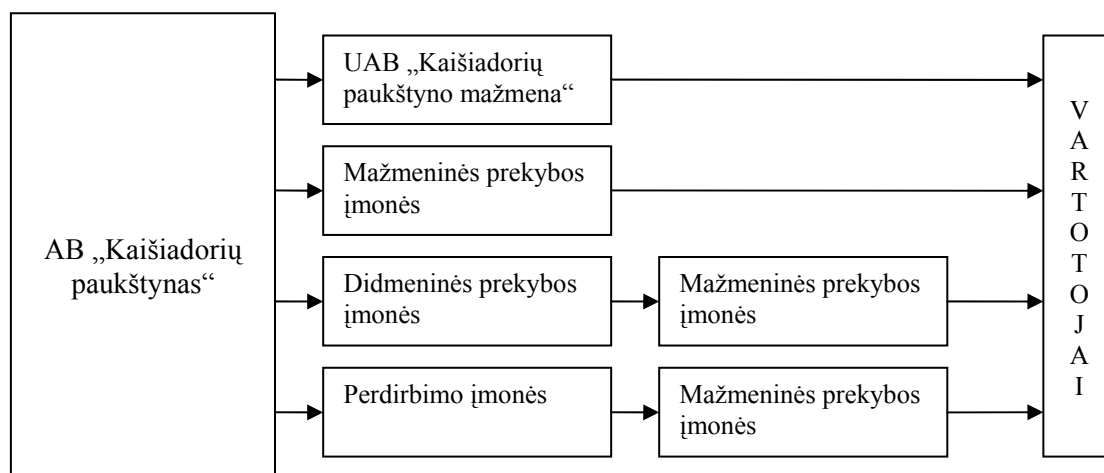 AB „Kaišiadorių
paukštynas“
UAB „Kaišiadorių
paukštyno mažmena“
Mažmeninės prekybos
įmonės
Didmeninės prekybos
įmonės
Mažmeninės prekybos
įmonės
Perdirbimo įmonės
Mažmeninės prekybos
įmonės
V
A
R
T
O
T
O
J
A
I